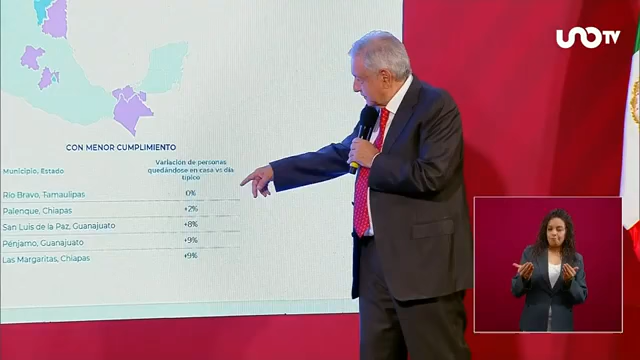 UNOTV
CON MENOR CUMPLIMIENTO
Municipio, Estado
Variación de personas
quedándose en casa vs día
típico
Río Bravo, Tamaulipas 0%
Palenque, Chiapas +2%
San Luis de la Paz, Guanajuato +8%
Pénjamo, Guanajuato +9%
Las Margaritas, Chiapas +9%